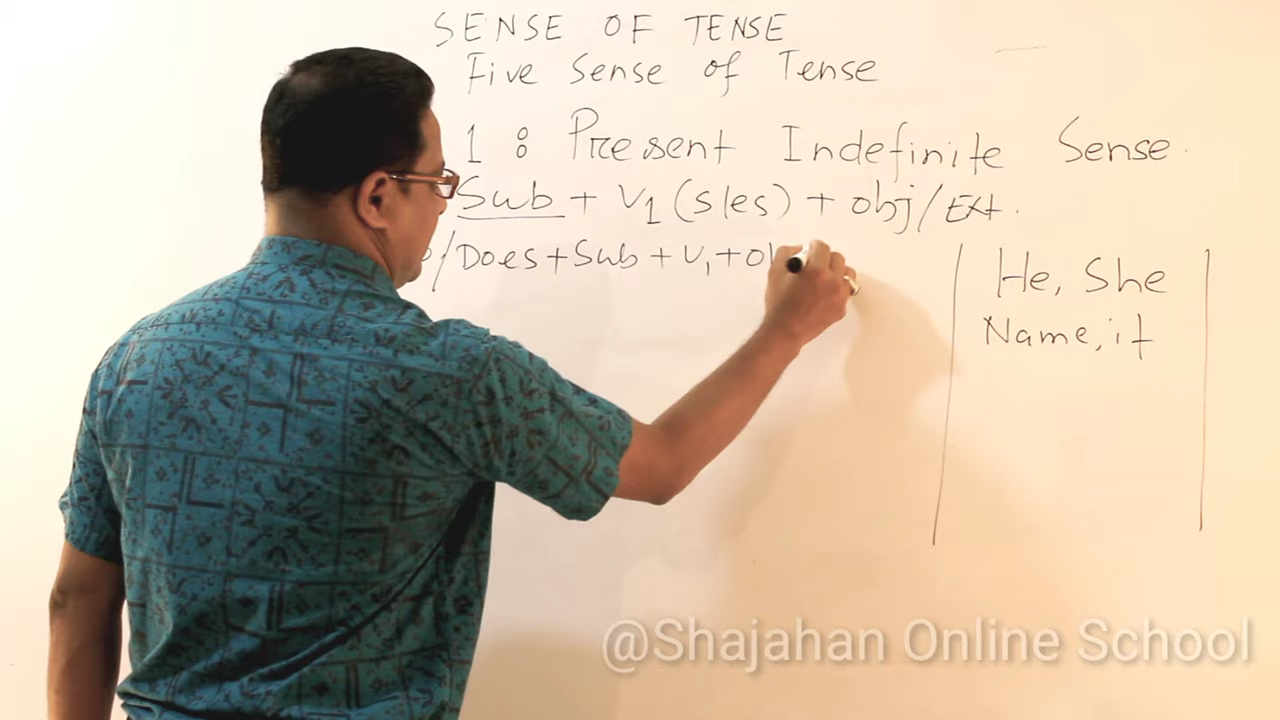 SENSE OF TENSE
Five Sense of Tense
1 : Present Indefinite Sense.
Sub + V1 (s/es) + obj/Ext.
/Does + Sub + V1 +
He, She
Name, it
@Shajahan Online School